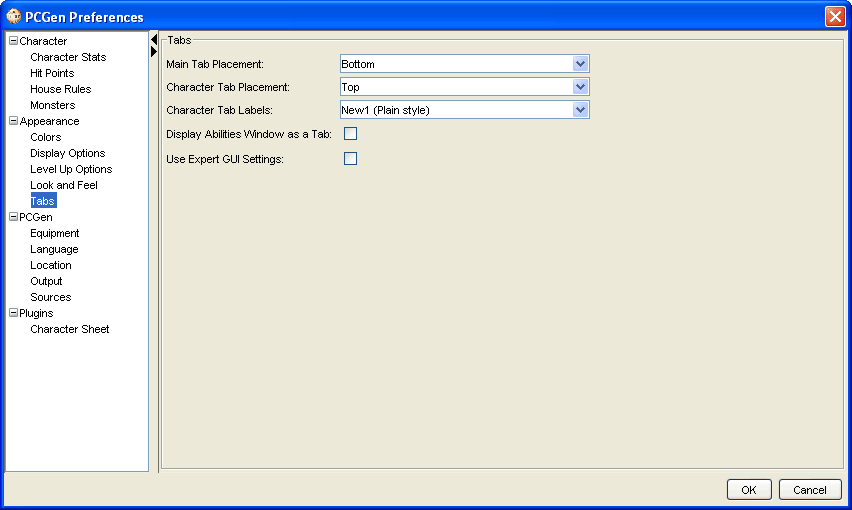 PCGen Preferences
Character
Character Stats
Hit Points
House Rules
Monsters
Appearance
Colors
Display Options
Level Up Options
Look and Feel
Tabs
PCGen
Equipment
Language
Location
Output
Sources
Plugins
Character Sheet
Tabs
Main Tab Placement: Bottom
Character Tab Placement: Top
Character Tab Labels: New1 (Plain style)
Display Abilities Window as a Tab:
Use Expert GUI Settings:
OK Cancel